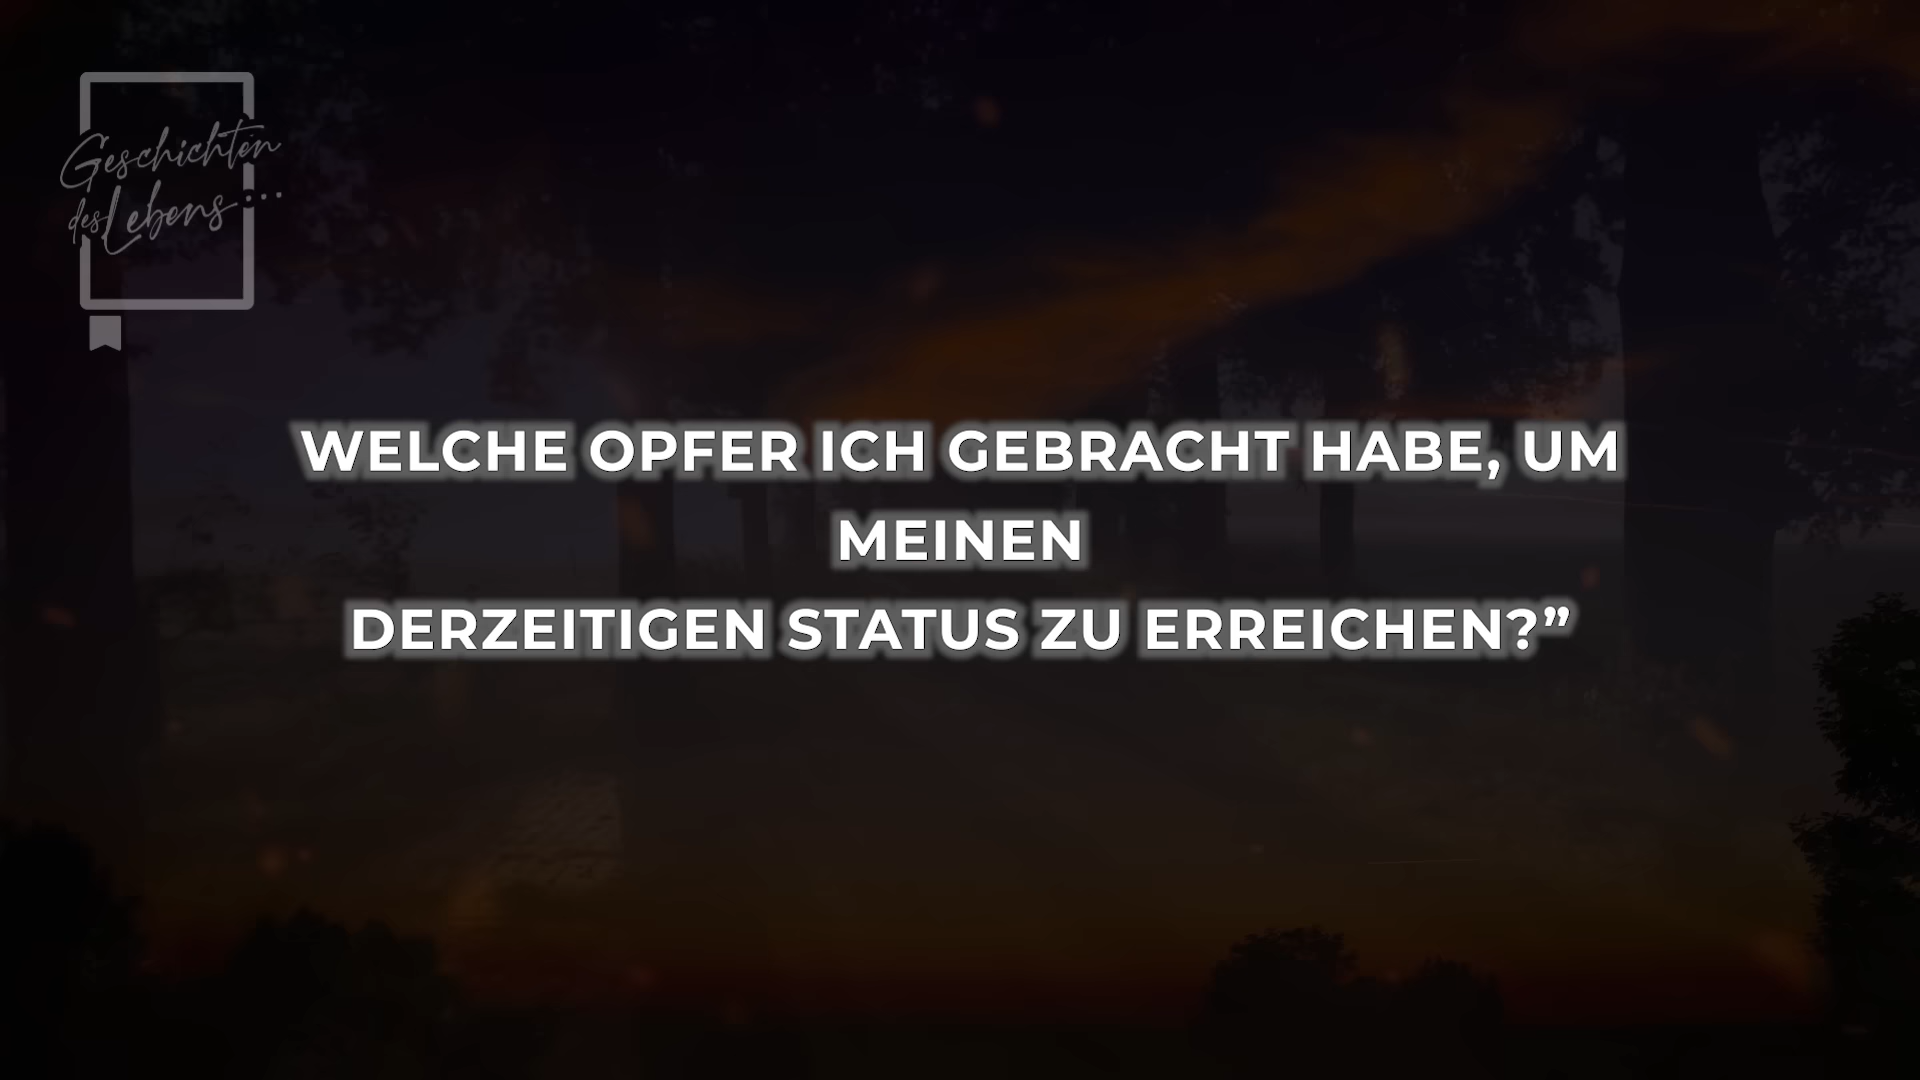 Geschichten
des Lebens...
WELCHE OPFER ICH GEBRACHT HABE, UM
MEINEN
DERZEITIGEN STATUS ZU ERREICHEN?”